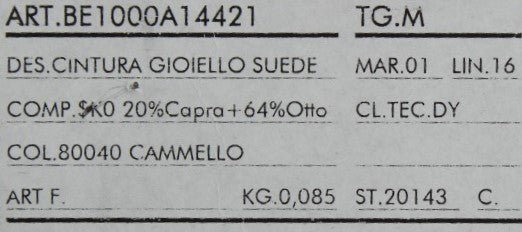 ART.BE1000A14421 TG.M
DES.CINTURA GIOIELLO SUEDE MAR.01 LIN.16
COMP. 20%Capra+64%Otto CL.TEC.DY
COL.80040 CAMMELLO
ART F. KG.0,085 ST.20143 C.